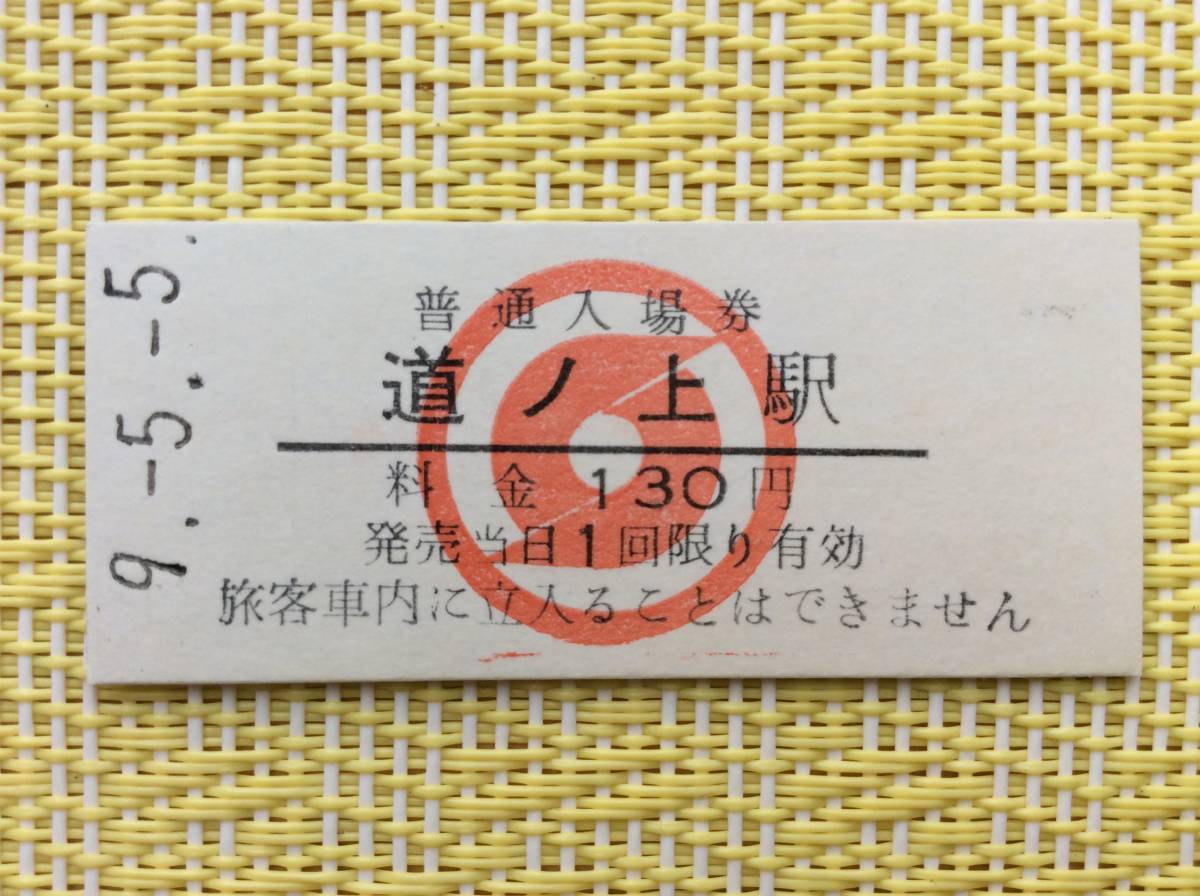 9.-5.-5.
普通入場券
道ノ上駅
料金130円
発売当日1回限り有効
旅客車内に立入ることはできません